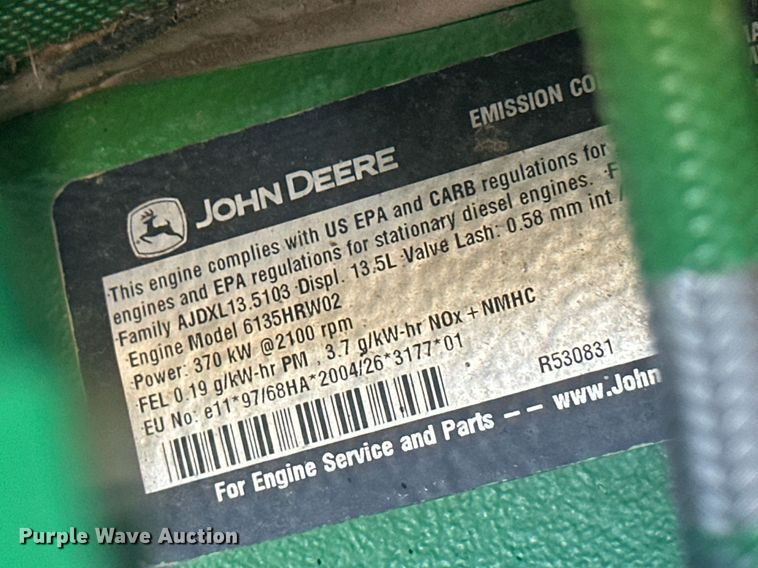 EMISSION CO
JOHN DEERE
·This engine complies with US EPA and CARB regulations for
engines and EPA regulations for stationary diesel engines. ·F
·Family AJDXL13.5103 ·Displ. 13.5L ·Valve Lash: 0.58 mm int /
·Engine Model 6135HRW02
·Power: 370 kW @2100 rpm
FEL 0.19 g/kW-hr PM , 3.7 g/kW-hr NOx + NMHC
EU No: e11*97/68HA*2004/26*3177*01
R530831
For Engine Service and Parts -- www.John
Purple Wave Auction